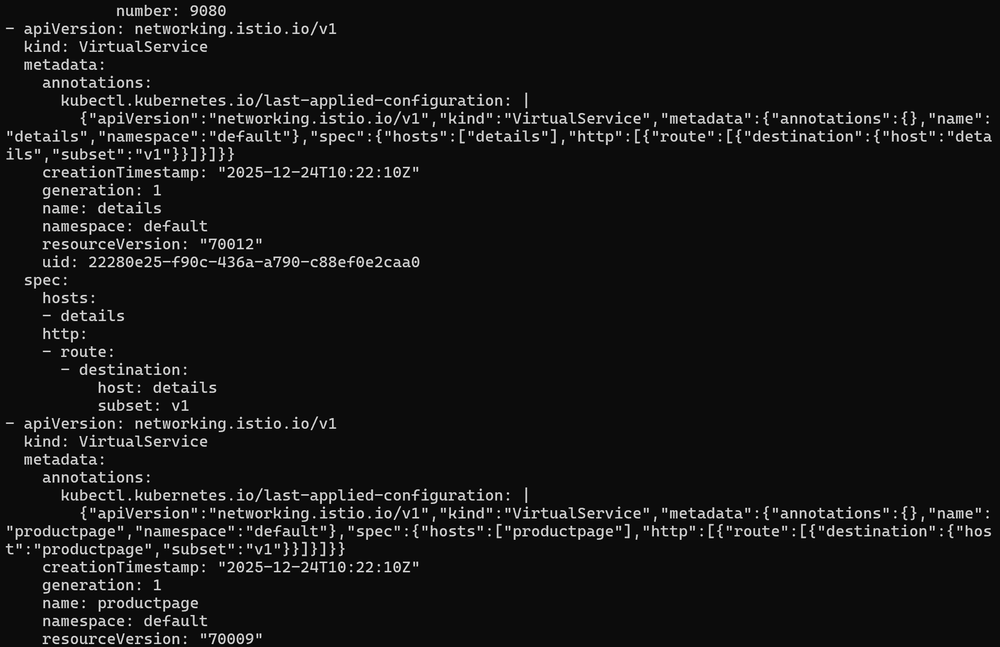 number: 9080
- apiVersion: networking.istio.io/v1
  kind: VirtualService
  metadata:
    annotations:
      kubectl.kubernetes.io/last-applied-configuration: |
        {"apiVersion":"networking.istio.io/v1","kind":"VirtualService","metadata":{"annotations":{},"name":
"details","namespace":"default"},"spec":{"hosts":["details"],"http":[{"route":[{"destination":{"host":"deta
ils","subset":"v1"}}]}]}}
    creationTimestamp: "2025-12-24T10:22:10Z"
    generation: 1
    name: details
    namespace: default
    resourceVersion: "70012"
    uid: 22280e25-f90c-436a-a790-c88ef0e2caa0
  spec:
    hosts:
    - details
    http:
    - route:
      - destination:
          host: details
          subset: v1
- apiVersion: networking.istio.io/v1
  kind: VirtualService
  metadata:
    annotations:
      kubectl.kubernetes.io/last-applied-configuration: |
        {"apiVersion":"networking.istio.io/v1","kind":"VirtualService","metadata":{"annotations":{},"name":
"productpage","namespace":"default"},"spec":{"hosts":["productpage"],"http":[{"route":[{"destination":{"hos
t":"productpage","subset":"v1"}}]}]}}
    creationTimestamp: "2025-12-24T10:22:10Z"
    generation: 1
    name: productpage
    namespace: default
    resourceVersion: "70009"